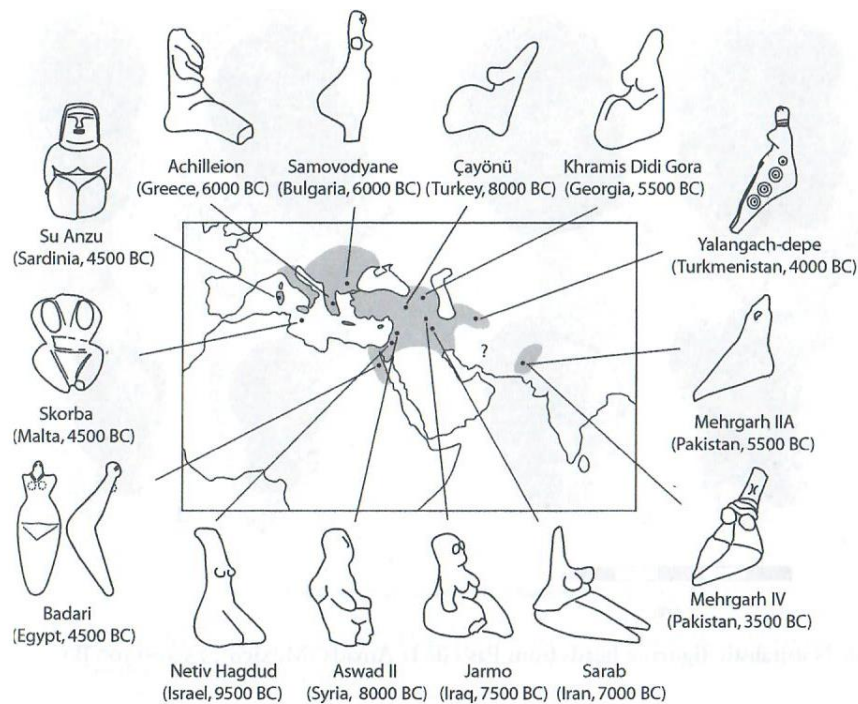 Achilleion
(Greece, 6000 BC)
Samovodyane
(Bulgaria, 6000 BC)
Çayönü
(Turkey, 8000 BC)
Khramis Didi Gora
(Georgia, 5500 BC)
Su Anzu
(Sardinia, 4500 BC)
Yalangach-depe
(Turkmenistan, 4000 BC)
?
Skorba
(Malta, 4500 BC)
Mehrgarh IIA
(Pakistan, 5500 BC)
Badari
(Egypt, 4500 BC)
Mehrgarh IV
(Pakistan, 3500 BC)
Netiv Hagdud
(Israel, 9500 BC)
Aswad II
(Syria, 8000 BC)
Jarmo
(Iraq, 7500 BC)
Sarab
(Iran, 7000 BC)